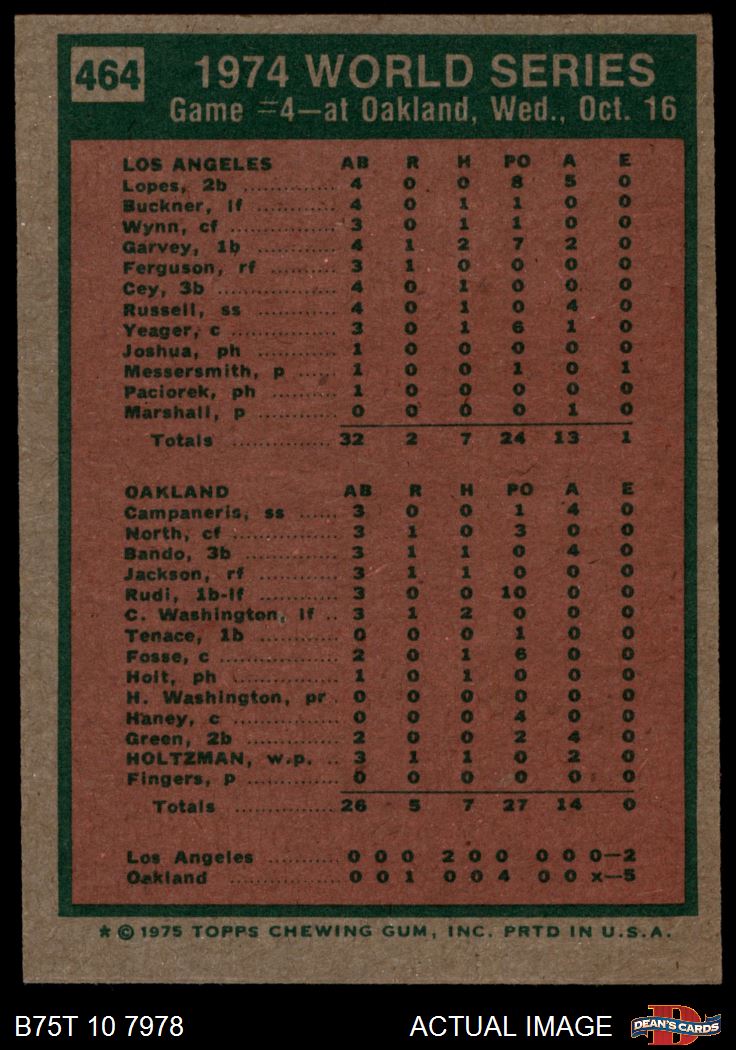 464 1974 WORLD SERIES
Game #4—at Oakland, Wed., Oct. 16
LOS ANGELES AB R H PO A E
Lopes, 2b ............ 4 0 0 8 5 0
Buckner, lf .......... 4 0 1 1 0 0
Wynn, cf ............. 3 0 1 1 0 0
Garvey, 1b .......... 4 1 2 7 2 0
Ferguson, rf ........ 3 1 0 0 0 0
Cey, 3b .............. 4 0 1 0 0 0
Russell, ss .......... 4 0 1 0 4 0
Yeager, c ............ 3 0 1 6 1 0
Joshua, ph .......... 1 0 0 0 0 0
Messersmith, p ..... 1 0 0 1 0 1
Paciorek, ph ........ 1 0 0 0 0 0
Marshall, p .......... 0 0 0 0 1 0
Totals ............... 32 2 7 24 13 1
OAKLAND AB R H PO A E
Campaneris, ss ..... 3 0 0 1 4 0
North, cf ............ 3 1 0 3 0 0
Bando, 3b ........... 3 1 1 0 4 0
Jackson, rf .......... 3 1 1 0 0 0
Rudi, 1b-lf .......... 3 0 0 10 0 0
C. Washington, lf .. 3 1 2 0 0 0
Tenace, 1b .......... 0 0 0 1 0 0
Fosse, c ............. 2 0 1 6 0 0
Holt, ph ............. 1 0 1 0 0 0
H. Washington, pr . 0 0 0 0 0 0
Haney, c ............ 0 0 0 4 0 0
Green, 2b ........... 2 0 0 2 4 0
HOLTZMAN, w.p. .. 3 1 1 0 2 0
Fingers, p ........... 0 0 0 0 0 0
Totals ............... 26 5 7 27 14 0
Los Angeles .......... 0 0 0 2 0 0 0 0 0—2
Oakland .............. 0 0 1 0 0 4 0 0 x—5
* © 1975 TOPPS CHEWING GUM, INC. PRTD IN U.S.A.
B75T 10 7978 ACTUAL IMAGE DEAN'S CARDS